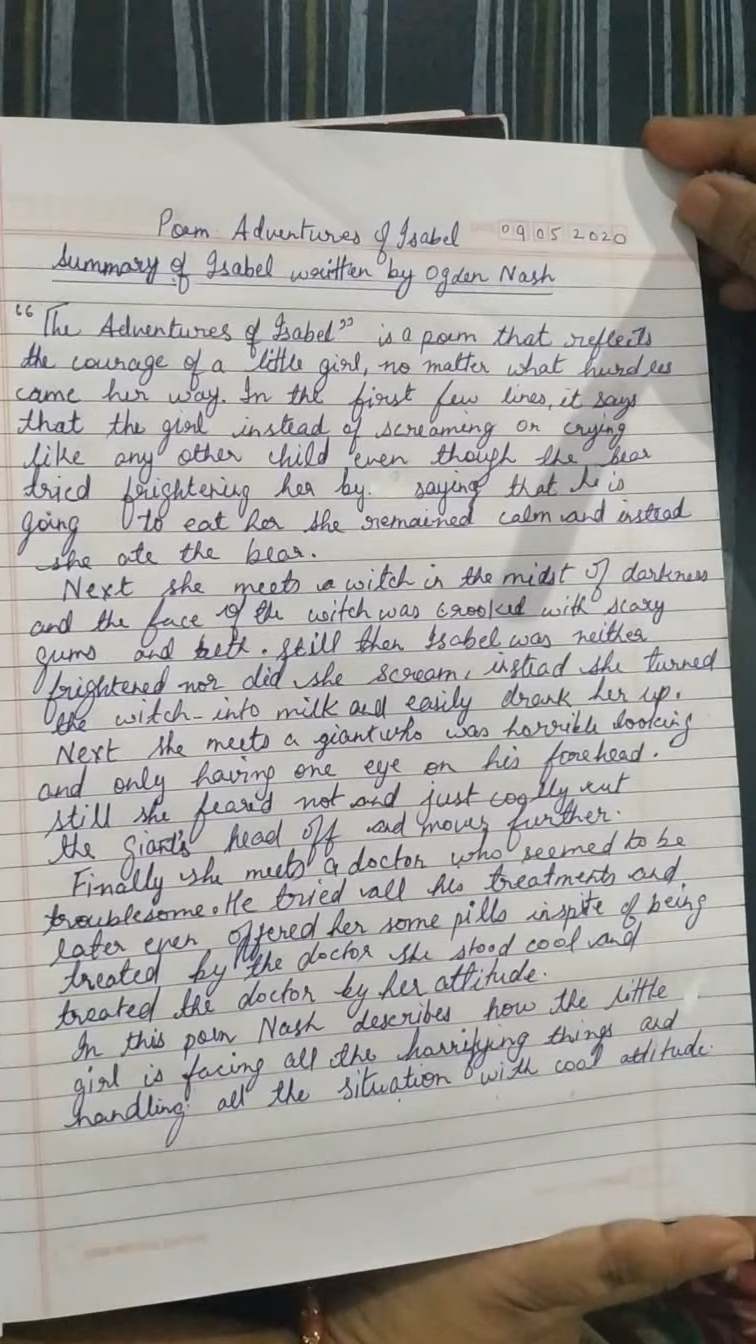 Poem Adventures of Isabel 09052020
Summary of Isabel written by Ogden Nash
"The Adventures of Isabel" is a poem that reflects
the courage of a little girl, no matter what hurdles
came her way. In the first few lines, it says
that the girl instead of screaming or crying
like any other child even though the bear
tried frightening her by. saying that he is
going to eat her she remained calm and instead
she ate the bear.
Next she meets a witch in the midst of darkness
and the face of the witch was crooked with scary
gums and teeth. Still then Isabel was neither
frightened nor did she scream, instead she turned
the witch into milk and easily drank her up.
Next she meets a giant who was horrible looking
and only having one eye on his forehead.
still she feared not and just coolly cut
the giant's head off and moves further.
Finally she meets a doctor who seemed to be
troublesome. He tried all his treatments and
later even offered her some pills inspite of being
treated by the doctor she stood cool and
treated the doctor by her attitude.
In this poem Nash describes how the little
girl is facing all the horrifying things and
handling all the situation with cool attitude.